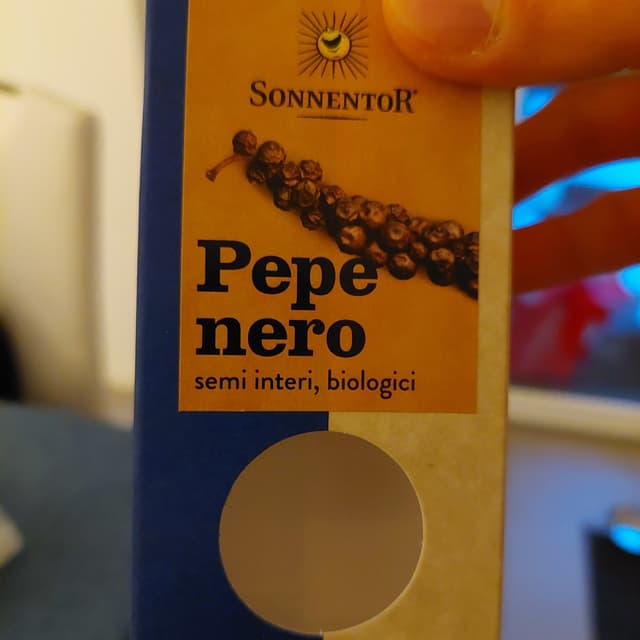 SONNENTOR®
Pepe
nero
semi interi, biologici